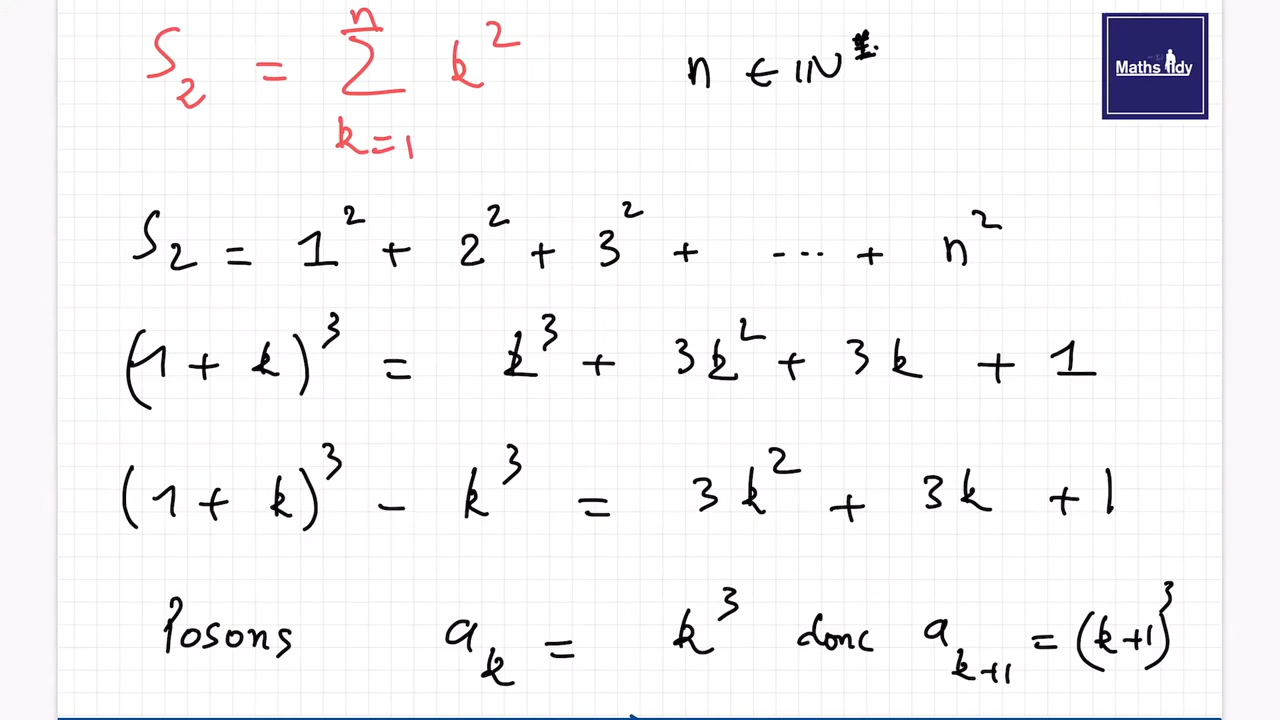 S₂ = ∑ₖ₌₁ⁿ k² n ∈ ℕ*
Maths Tidy
S₂ = 1² + 2² + 3² + ... + n²
(1 + k)³ = k³ + 3k² + 3k + 1
(1 + k)³ - k³ = 3k² + 3k + 1
Posons aₖ = k³ donc aₖ₊₁ = (k+1)³